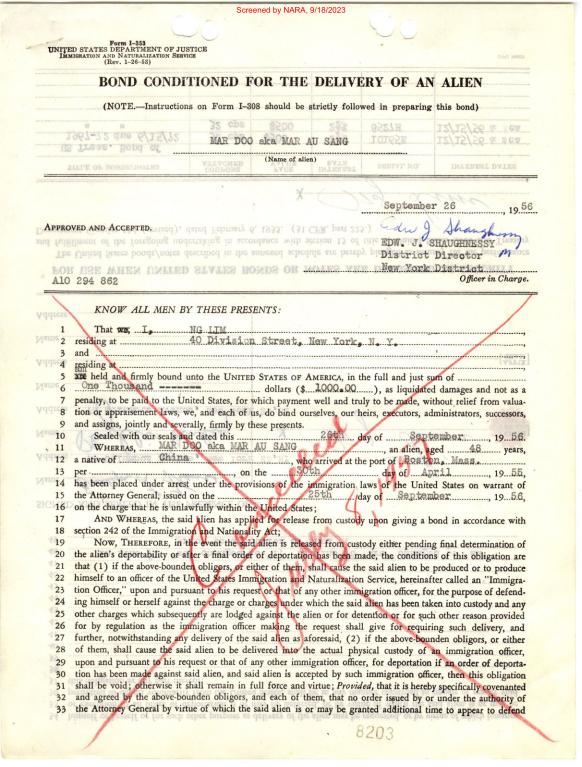 Screened by NARA, 9/18/2023
Form I-353
UNITED STATES DEPARTMENT OF JUSTICE
IMMIGRATION AND NATURALIZATION SERVICE
(Rev. 1-26-53)
BOND CONDITIONED FOR THE DELIVERY OF AN ALIEN
(NOTE.—Instructions on Form I-308 should be strictly followed in preparing this bond)
MAR DOO aka MAR AU SANG
(Name of alien)
September 26, 1956
APPROVED AND ACCEPTED.
Edw J Shaughnessy
EDW. J. SHAUGHNESSY
District Director
New York District
Officer in Charge.
A10 294 862
KNOW ALL MEN BY THESE PRESENTS:
1 That we, I, NG LIM
2 residing at 40 Division Street, New York, N. Y.
3 and
4 residing at
5 held and firmly bound unto the UNITED STATES OF AMERICA, in the full and just sum of
6 One Thousand -------- dollars ($ 1000.00 ), as liquidated damages and not as a
7 penalty, to be paid to the United States, for which payment well and truly to be made, without relief from valua-
8 tion or appraisement laws, we, and each of us, do bind ourselves, our heirs, executors, administrators, successors,
9 and assigns, jointly and severally, firmly by these presents.
10 Sealed with our seals and dated this 26th day of September, 1956.
11 WHEREAS, MAR DOO aka MAR AU SANG, an alien, aged 48 years,
12 a native of China who arrived at the port of Boston, Mass.
13 per, on the 30th day of April, 1955,
14 has been placed under arrest under the provisions of the immigration laws of the United States on warrant of
15 the Attorney General, issued on the 25th day of September, 1956,
16 on the charge that he is unlawfully within the United States;
17 AND WHEREAS, the said alien has applied for release from custody upon giving a bond in accordance with
18 section 242 of the Immigration and Nationality Act;
19 NOW, THEREFORE, in the event the said alien is released from custody either pending final determination of
20 the alien's deportability or after a final order of deportation has been made, the conditions of this obligation are
21 that (1) if the above-bounden obligors, or either of them, shall cause the said alien to be produced or to produce
22 himself to an officer of the United States Immigration and Naturalization Service, hereinafter called an "Immigra-
23 tion Officer," upon and pursuant to his request or that of any other immigration officer, for the purpose of defend-
24 ing himself or herself against the charge or charges under which the said alien has been taken into custody and any
25 other charges which subsequently are lodged against the alien or for detention or for such other reason provided
26 for by regulation as the immigration officer making the request shall give for requiring such delivery, and
27 further, notwithstanding any delivery of the said alien as aforesaid, (2) if the above-bounden obligors, or either
28 of them, shall cause the said alien to be delivered into the actual physical custody of an immigration officer,
29 upon and pursuant to his request or that of any other immigration officer, for deportation if an order of deporta-
30 tion has been made against said alien, and said alien is accepted by such immigration officer, then this obligation
31 shall be void; otherwise it shall remain in full force and virtue; Provided, that it is hereby specifically covenanted
32 and agreed by the above-bounden obligors, and each of them, that no order issued by or under the authority of
33 the Attorney General by virtue of which the said alien is or may be granted additional time to appear to defend
Cancelled
8203